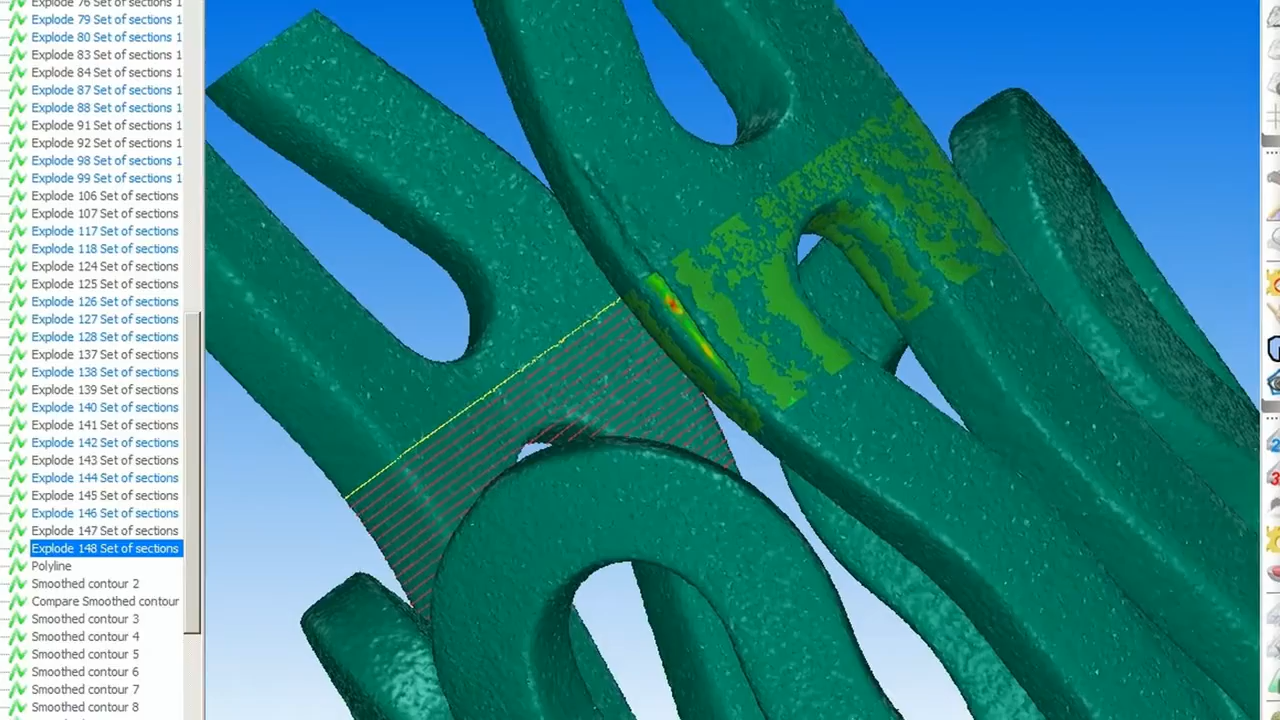 Explode 76 Set of sections 1
Explode 79 Set of sections 1
Explode 80 Set of sections 1
Explode 83 Set of sections 1
Explode 84 Set of sections 1
Explode 87 Set of sections 1
Explode 88 Set of sections 1
Explode 91 Set of sections 1
Explode 92 Set of sections 1
Explode 98 Set of sections 1
Explode 99 Set of sections 1
Explode 106 Set of sections
Explode 107 Set of sections
Explode 117 Set of sections
Explode 118 Set of sections
Explode 124 Set of sections
Explode 125 Set of sections
Explode 126 Set of sections
Explode 127 Set of sections
Explode 128 Set of sections
Explode 137 Set of sections
Explode 138 Set of sections
Explode 139 Set of sections
Explode 140 Set of sections
Explode 141 Set of sections
Explode 142 Set of sections
Explode 143 Set of sections
Explode 144 Set of sections
Explode 145 Set of sections
Explode 146 Set of sections
Explode 147 Set of sections
Explode 148 Set of sections
Polyline
Smoothed contour 2
Compare Smoothed contour
Smoothed contour 3
Smoothed contour 4
Smoothed contour 5
Smoothed contour 6
Smoothed contour 7
Smoothed contour 8